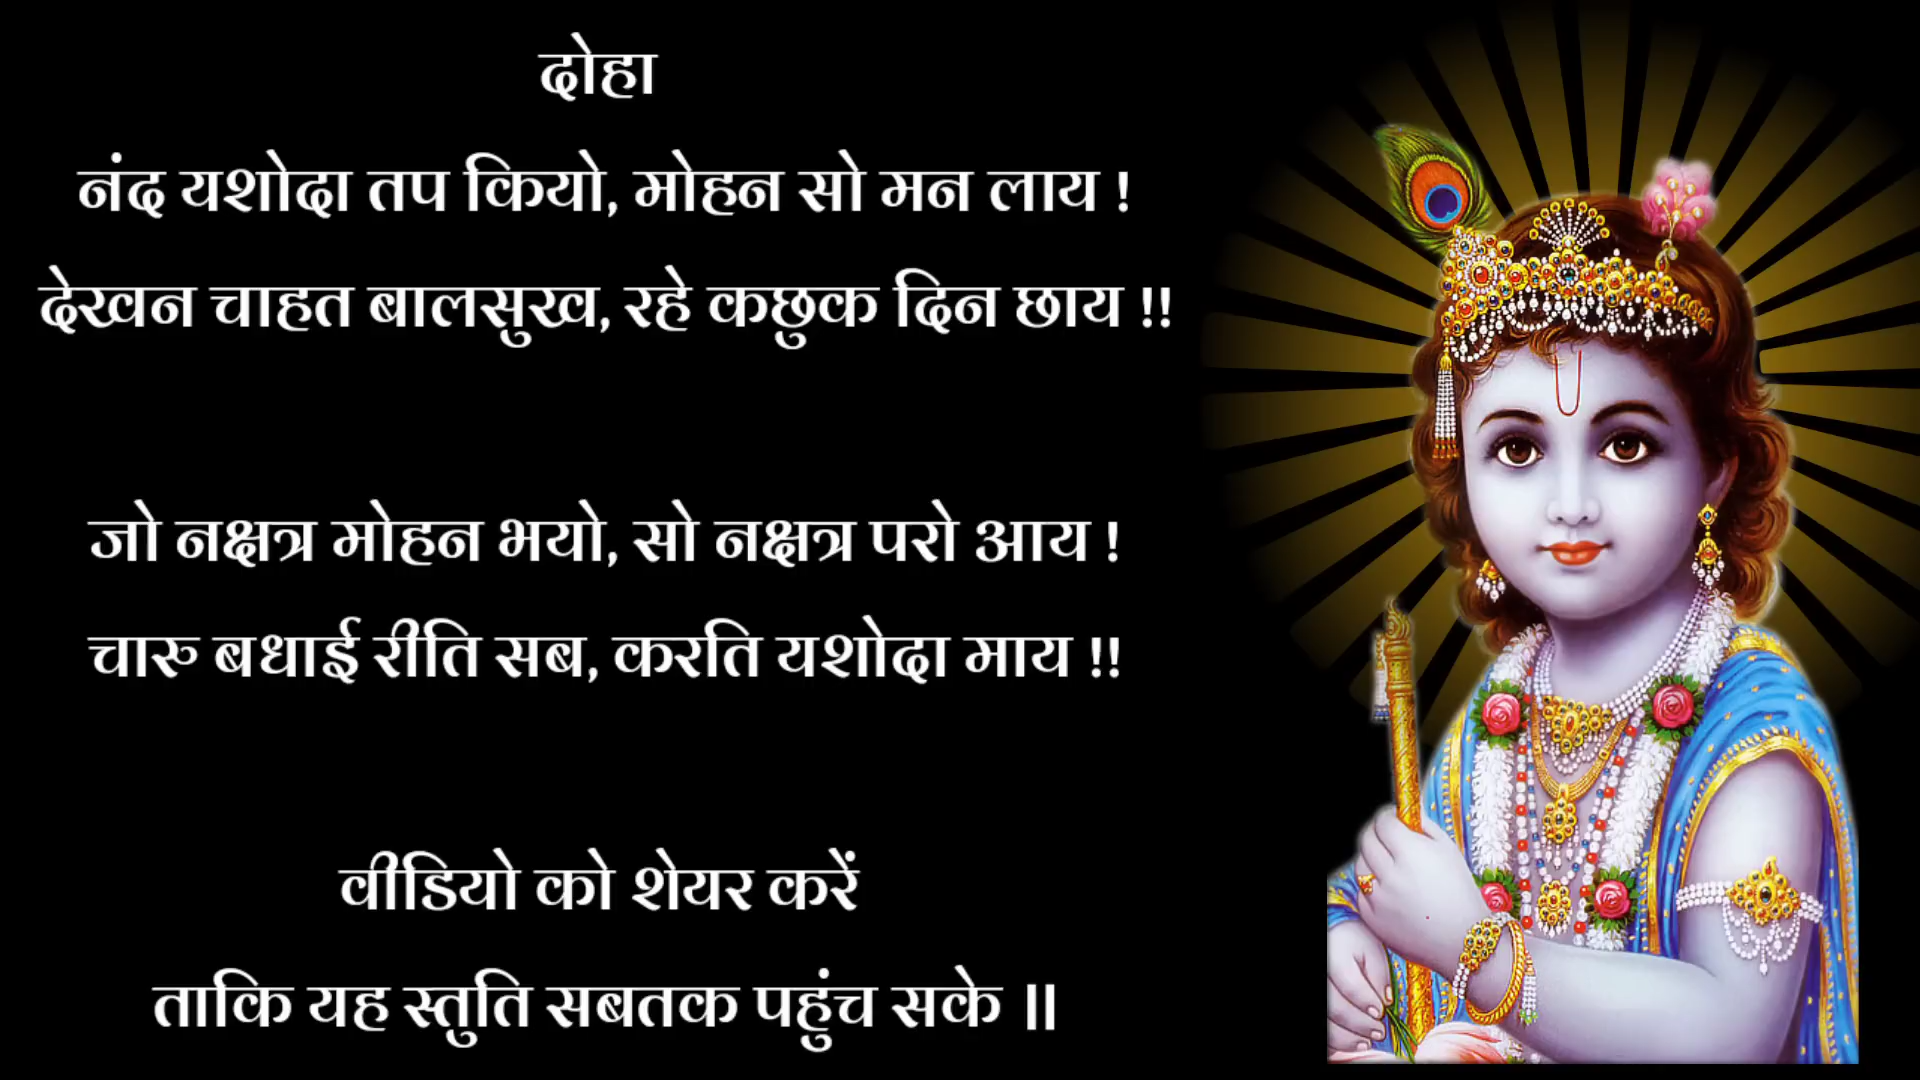 दोहा
नंद यशोदा तप कियो, मोहन सो मन लाय !
देखन चाहत बालसुख, रहे कछुक दिन छाय !!
जो नक्षत्र मोहन भयो, सो नक्षत्र परो आय !
चारु बधाई रीति सब, करति यशोदा माय !!
वीडियो को शेयर करें
ताकि यह स्तुति सबतक पहुंच सके ॥